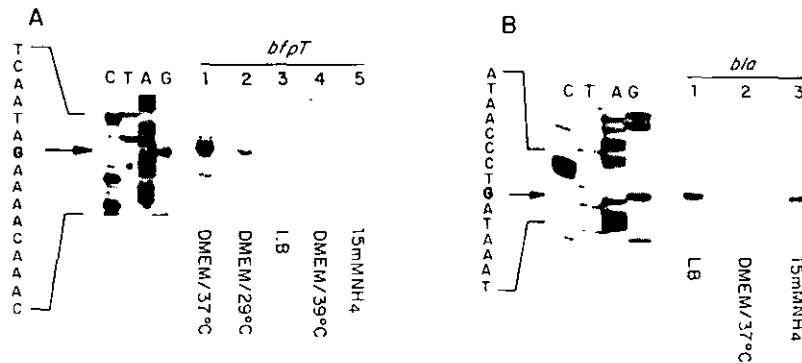 A
bfpT
C T A G 1 2 3 4 5
T
C
A
A
T
A
G
A
A
A
A
C
A
A
A
C
DMEM/37°C
DMEM/29°C
LB
DMEM/39°C
15mMNH4
B
bla
C T A G 1 2 3
A
T
A
A
C
C
C
T
G
A
T
A
A
A
T
LB
DMEM/37°C
15mMNH4